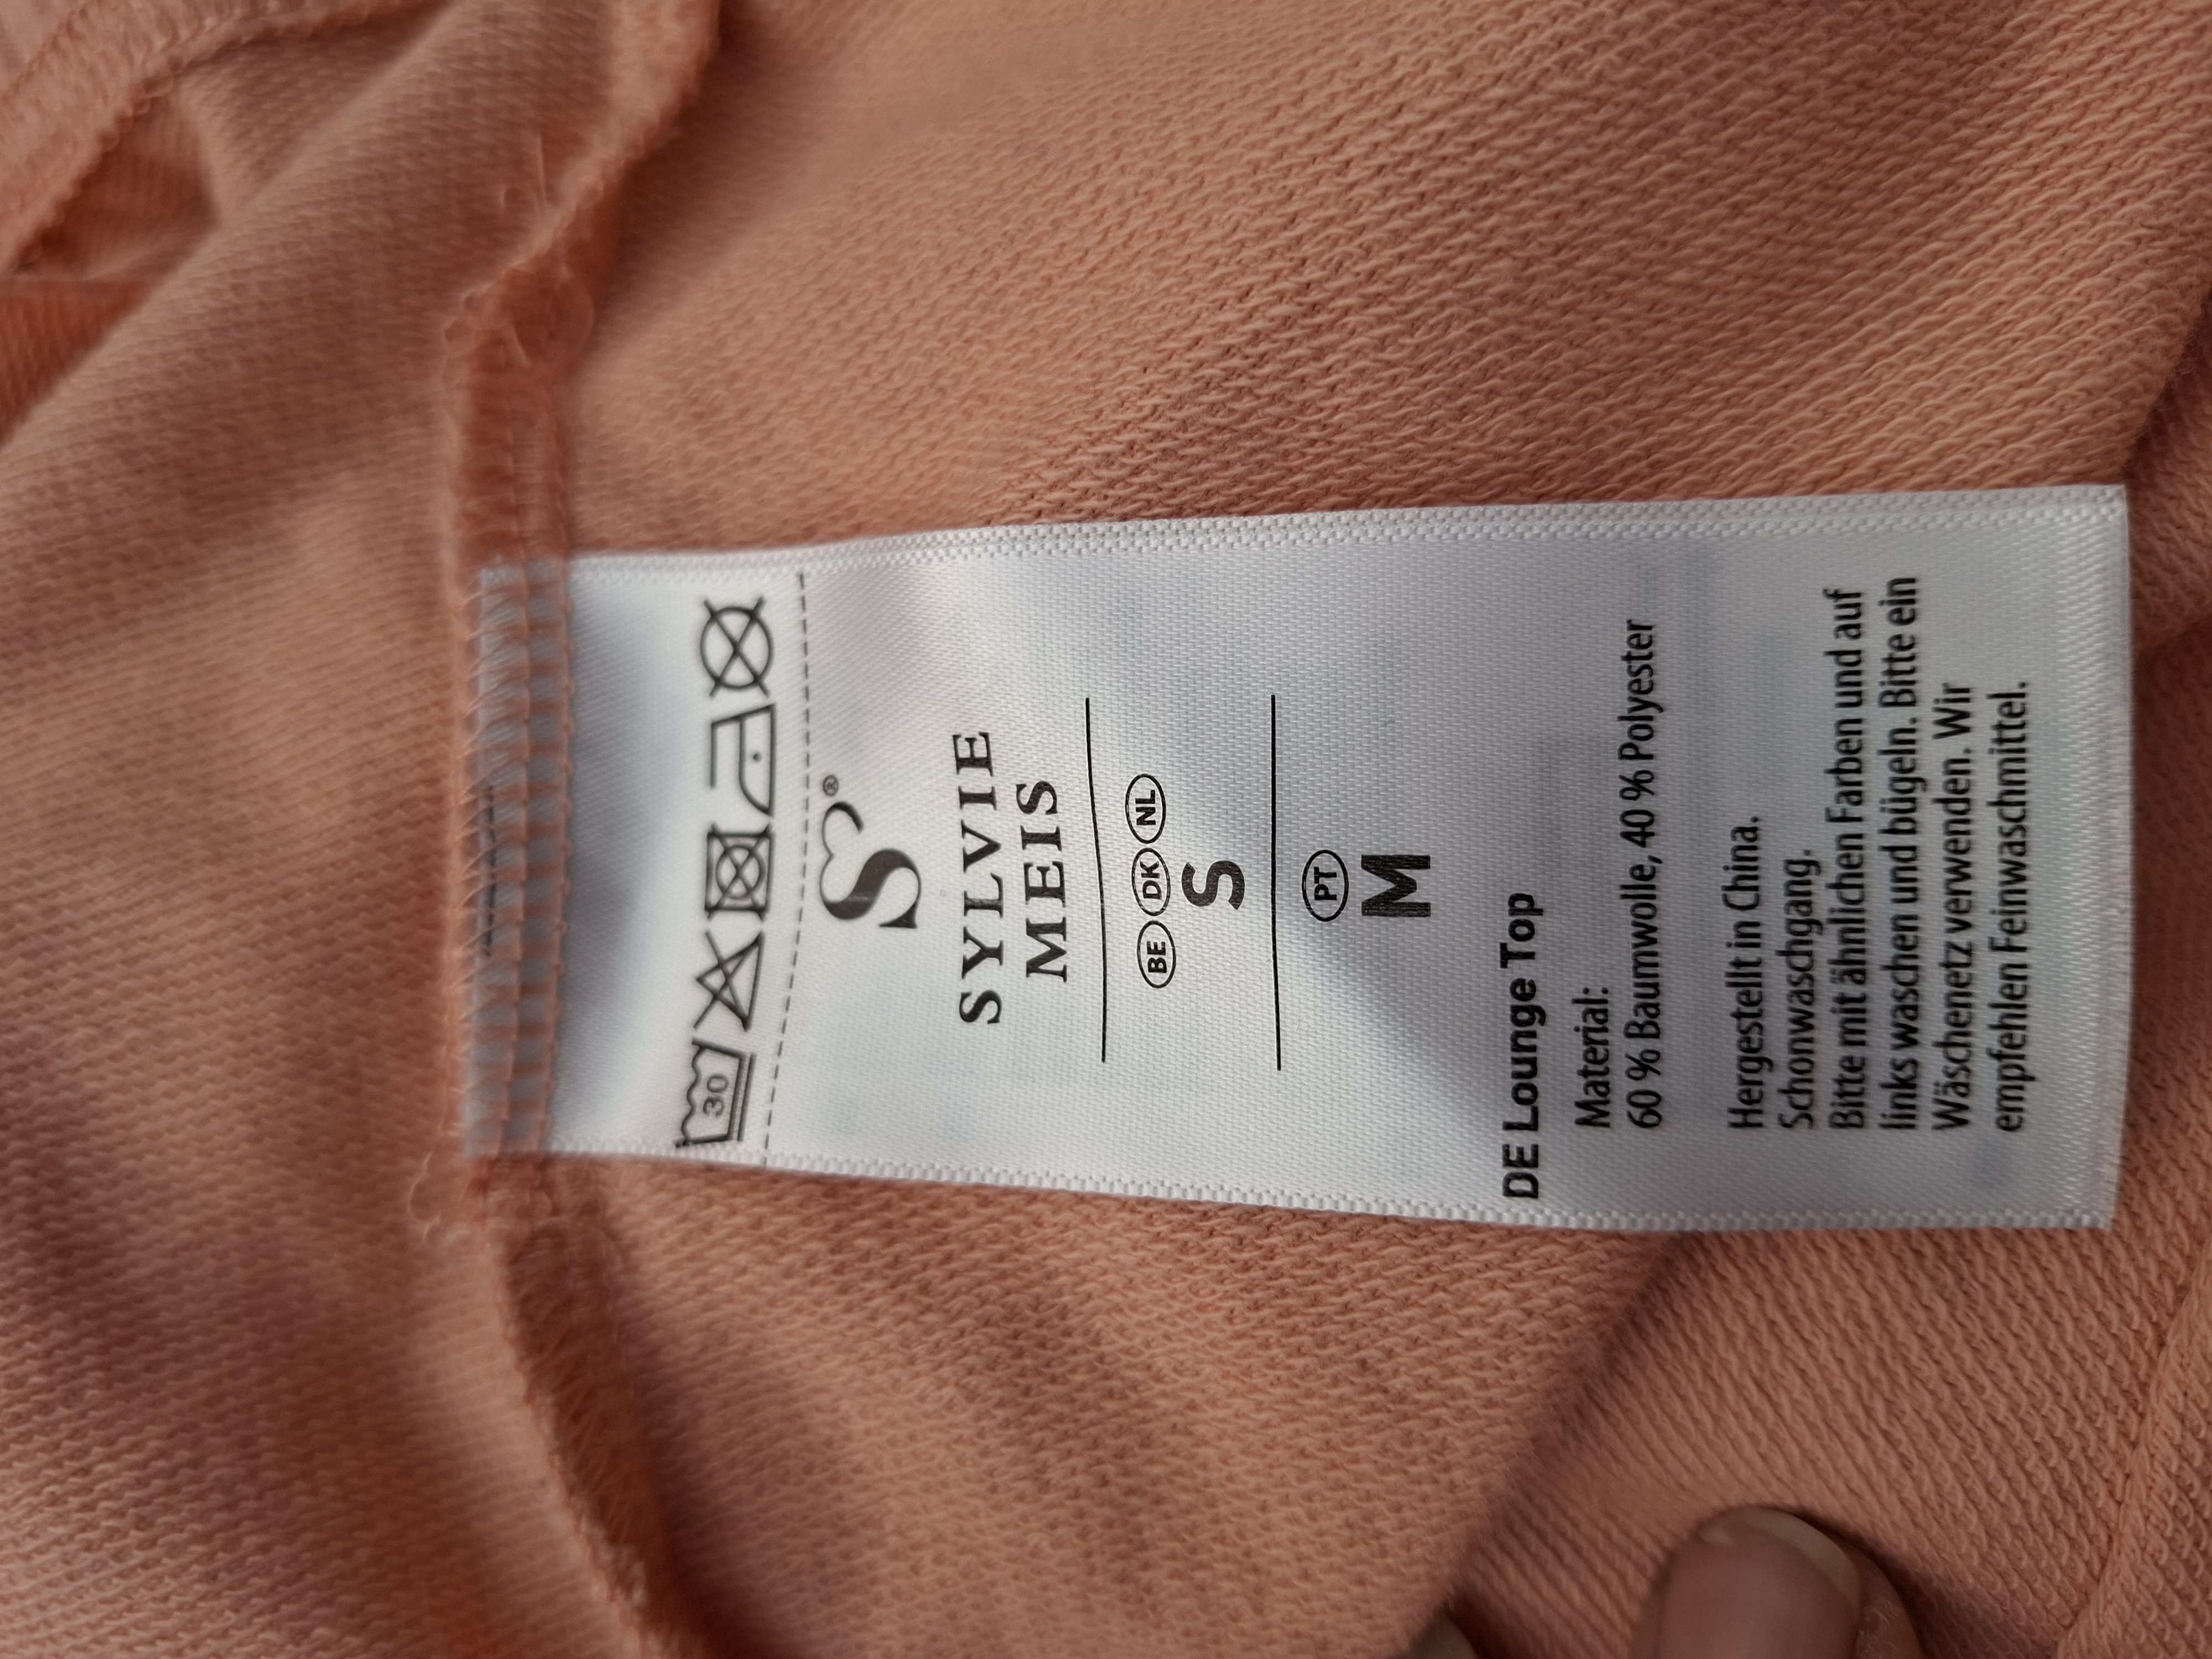 30
S®
SYLVIE
MEIS
BE DK NL
S
PT
M
DE Lounge Top
Material:
60 % Baumwolle, 40 % Polyester
Hergestellt in China.
Schonwaschgang.
Bitte mit ähnlichen Farben und auf
links waschen und bügeln. Bitte ein
Wäschenetz verwenden. Wir
empfehlen Feinwaschmittel.